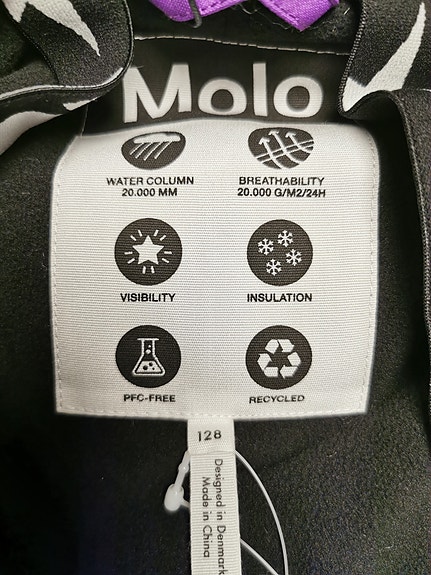 Molo
WATER COLUMN
20.000 MM
BREATHABILITY
20.000 G/M2/24H
VISIBILITY
INSULATION
PFC-FREE
RECYCLED
128
Designed in Denmark
Made in China